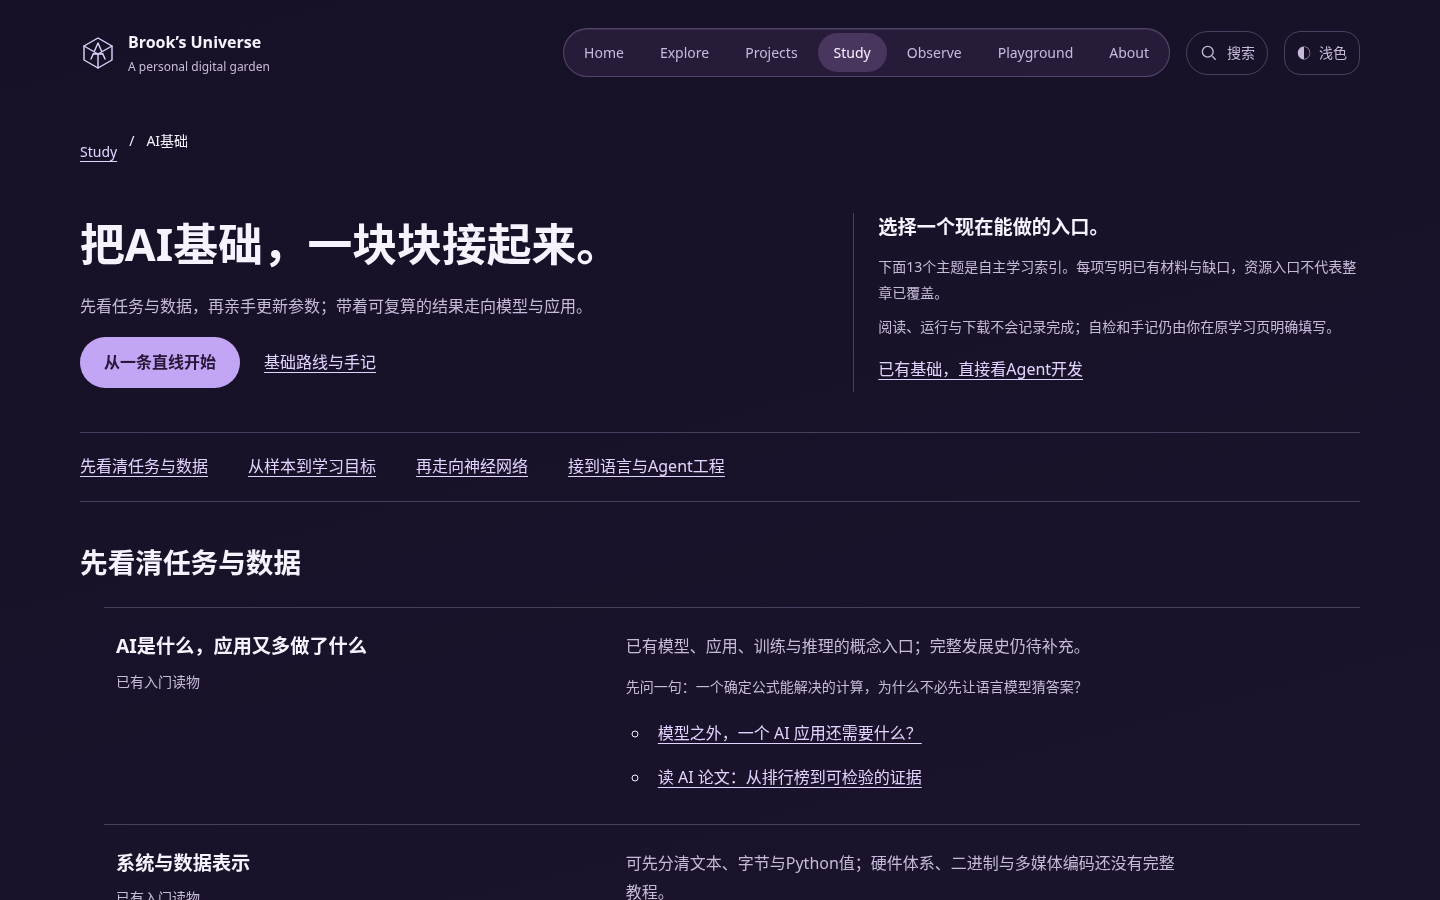 Brook’s Universe
A personal digital garden
Home
Explore
Projects
Study
Observe
Playground
About
搜索
浅色
Study / AI基础
把AI基础，一块块接起来。
先看任务与数据，再亲手更新参数；带着可复算的结果走向模型与应用。
从一条直线开始
基础路线与手记
选择一个现在能做的入口。
下面13个主题是自主学习索引。每项写明已有材料与缺口，资源入口不代表整
章已覆盖。
阅读、运行与下载不会记录完成；自检和手记仍由你在原学习页明确填写。
已有基础，直接看Agent开发
先看清任务与数据
从样本到学习目标
再走向神经网络
接到语言与Agent工程
先看清任务与数据
AI是什么，应用又多做了什么
已有入门读物
已有模型、应用、训练与推理的概念入口；完整发展史仍待补充。
先问一句：一个确定公式能解决的计算，为什么不必先让语言模型猜答案？
模型之外，一个 AI 应用还需要什么？
读 AI 论文：从排行榜到可检验的证据
系统与数据表示
已有入门读物
可先分清文本、字节与Python值；硬件体系、二进制与多媒体编码还没有完整
教程。